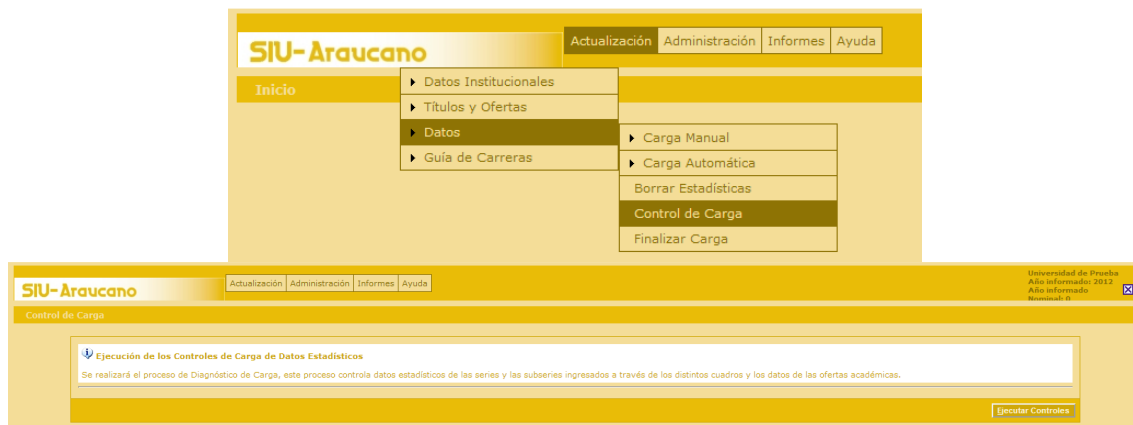 SIU-Araucano
Actualización Administración Informes Ayuda
Inicio
Datos Institucionales
Títulos y Ofertas
Datos
Guía de Carreras
Carga Manual
Carga Automática
Borrar Estadísticas
Control de Carga
Finalizar Carga
SIU-Araucano
Actualización Administración Informes Ayuda
Universidad de Prueba
Año informado: 2012
Año informado
Nominal: 0
Control de Carga
Ejecución de los Controles de Carga de Datos Estadísticos
Se realizará el proceso de Diagnóstico de Carga, este proceso controla datos estadísticos de las series y las subseries ingresados a través de los distintos cuadros y los datos de las ofertas académicas.
Ejecutar Controles